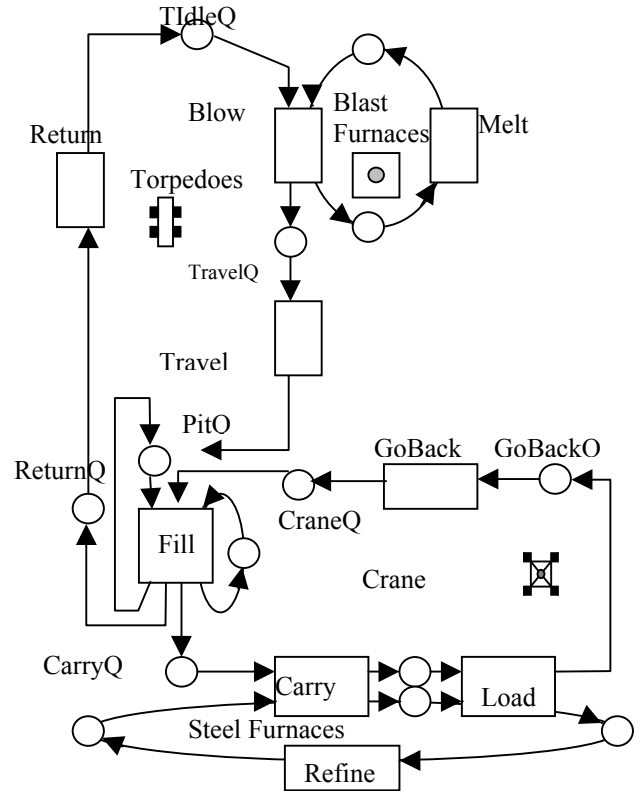 TIdleQ
Blow
Blast
Furnaces
Melt
Return
Torpedoes
TravelQ
Travel
PitO
GoBack
GoBackO
ReturnQ
CraneQ
Fill
Crane
CarryQ
Carry
Load
Steel Furnaces
Refine